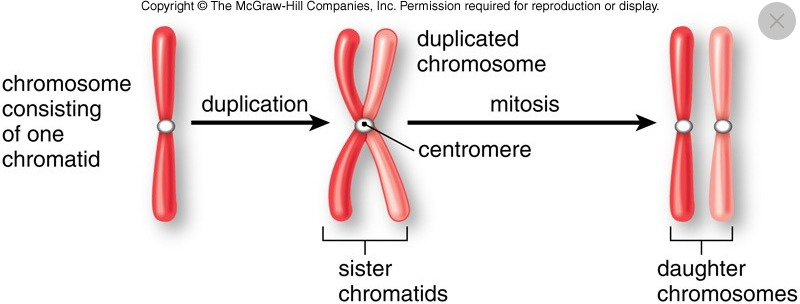 Copyright © The McGraw-Hill Companies, Inc. Permission required for reproduction or display.
chromosome
consisting
of one
chromatid
duplication
duplicated
chromosome
mitosis
centromere
sister
chromatids
daughter
chromosomes